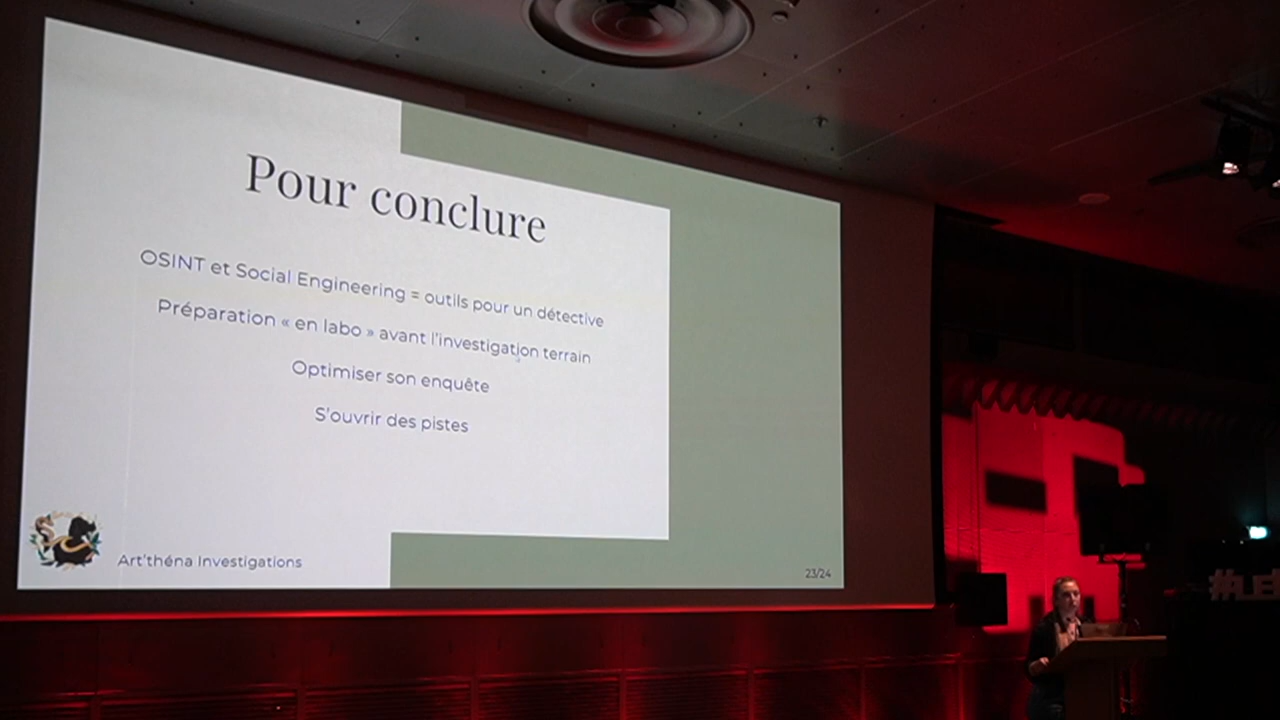 Pour conclure
OSINT et Social Engineering = outils pour un détective
Préparation « en labo » avant l'investigation terrain
Optimiser son enquête
S'ouvrir des pistes
Art'théna Investigations
23/24